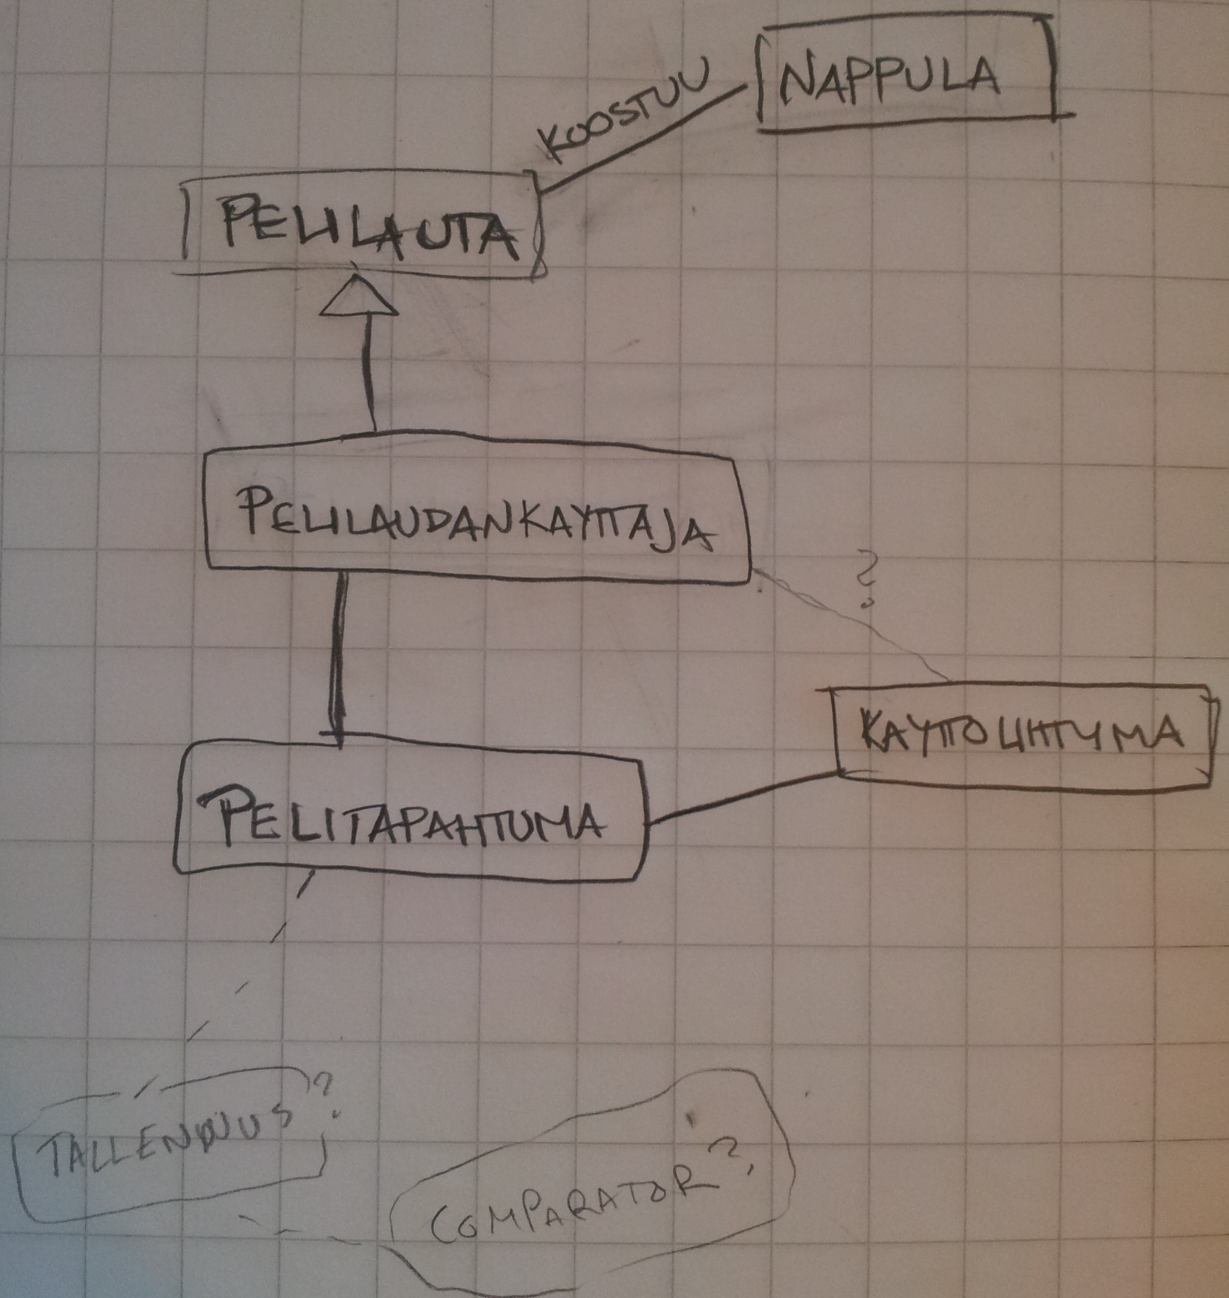 NAPPULA
KOOSTUU
PELILAUTA
PELILAUDANKAYTTAJA
?
KAYTTOLIITTYMA
PELITAPAHTUMA
TALLENNUS?
COMPARATOR?